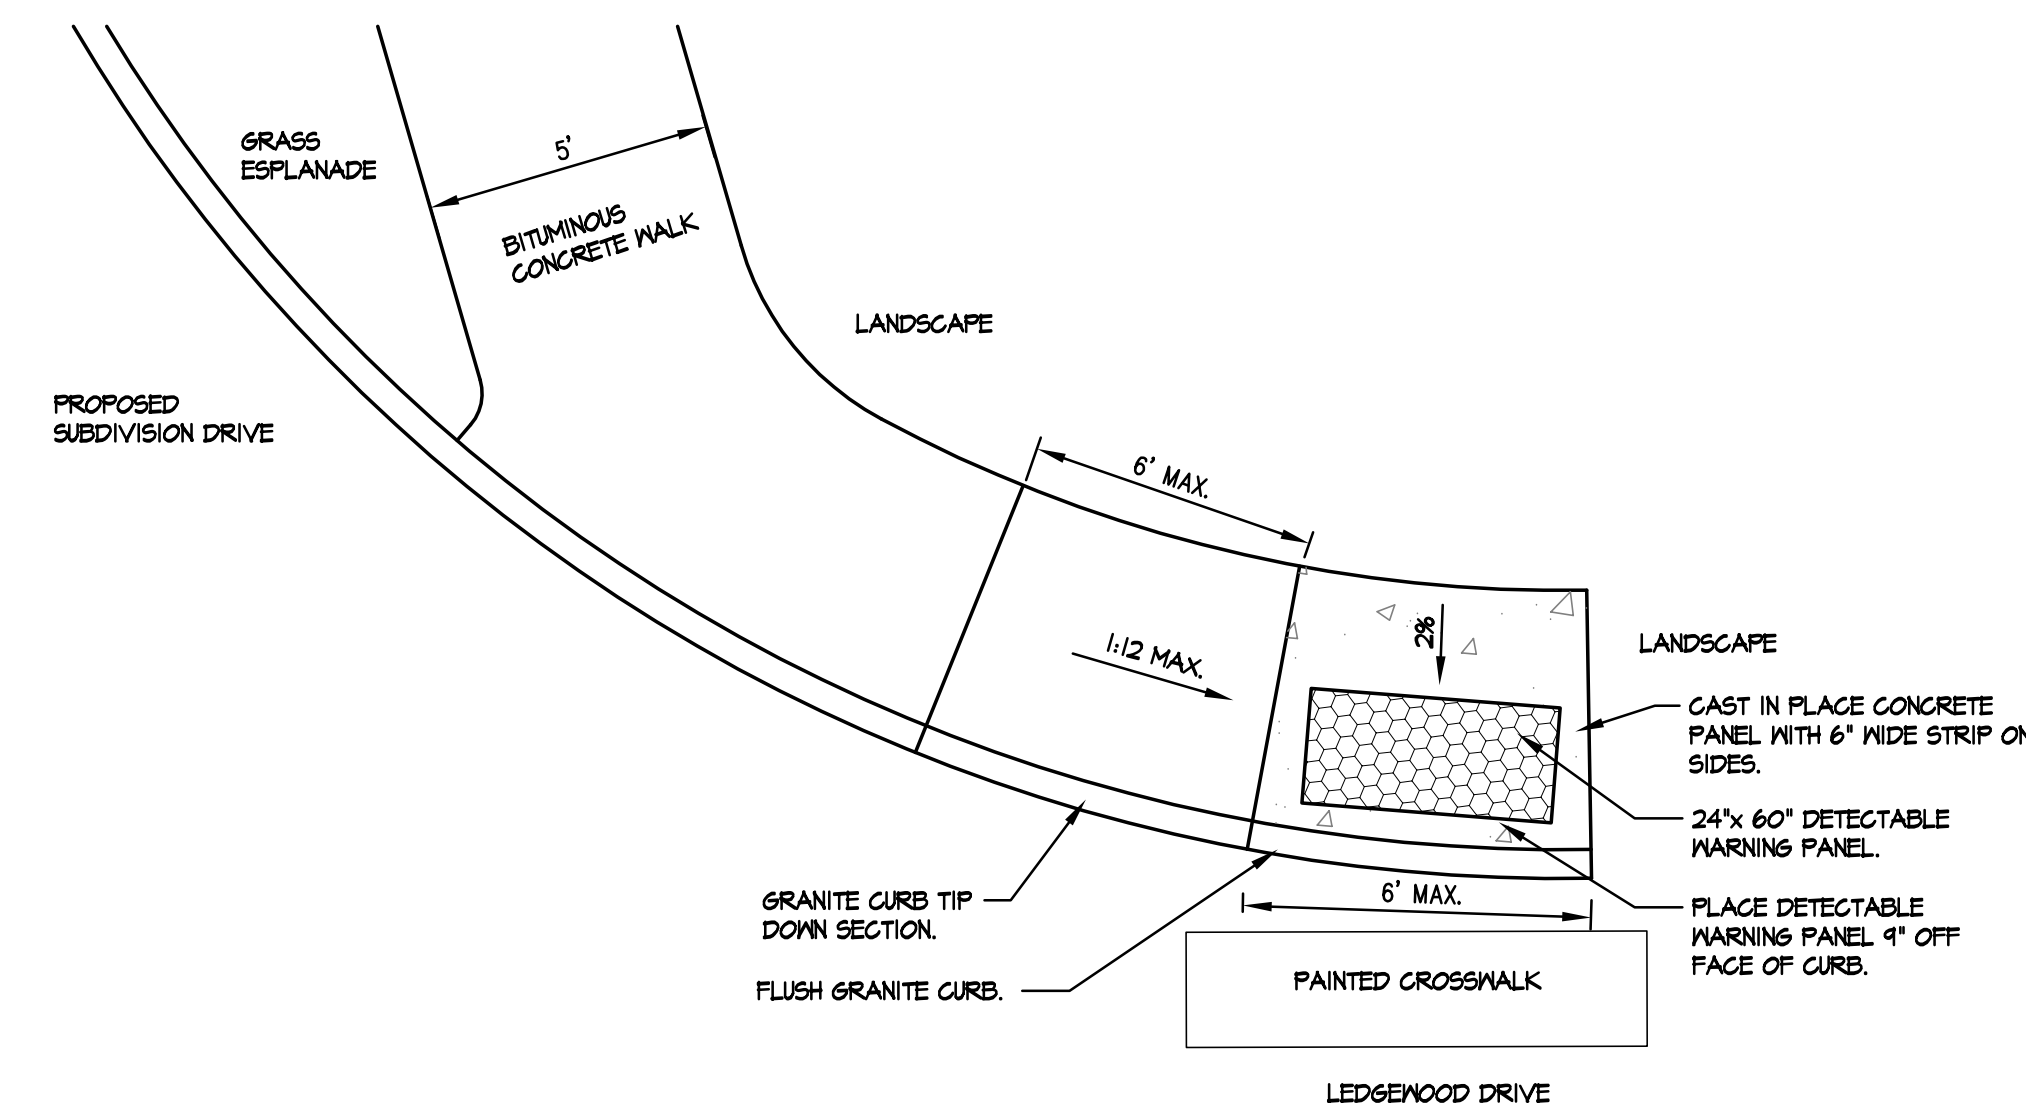 GRASS
ESPLANADE
5'
BITUMINOUS
CONCRETE WALK
LANDSCAPE
PROPOSED
SUBDIVISION DRIVE
6' MAX.
1:12 MAX.
2%
LANDSCAPE
CAST IN PLACE CONCRETE
PANEL WITH 6" WIDE STRIP
SIDES.
24"x 60" DETECTABLE
WARNING PANEL.
GRANITE CURB TIP
DOWN SECTION.
6' MAX.
PLACE DETECTABLE
WARNING PANEL 9" OFF
FACE OF CURB.
FLUSH GRANITE CURB.
PAINTED CROSSWALK
LEDGEWOOD DRIVE